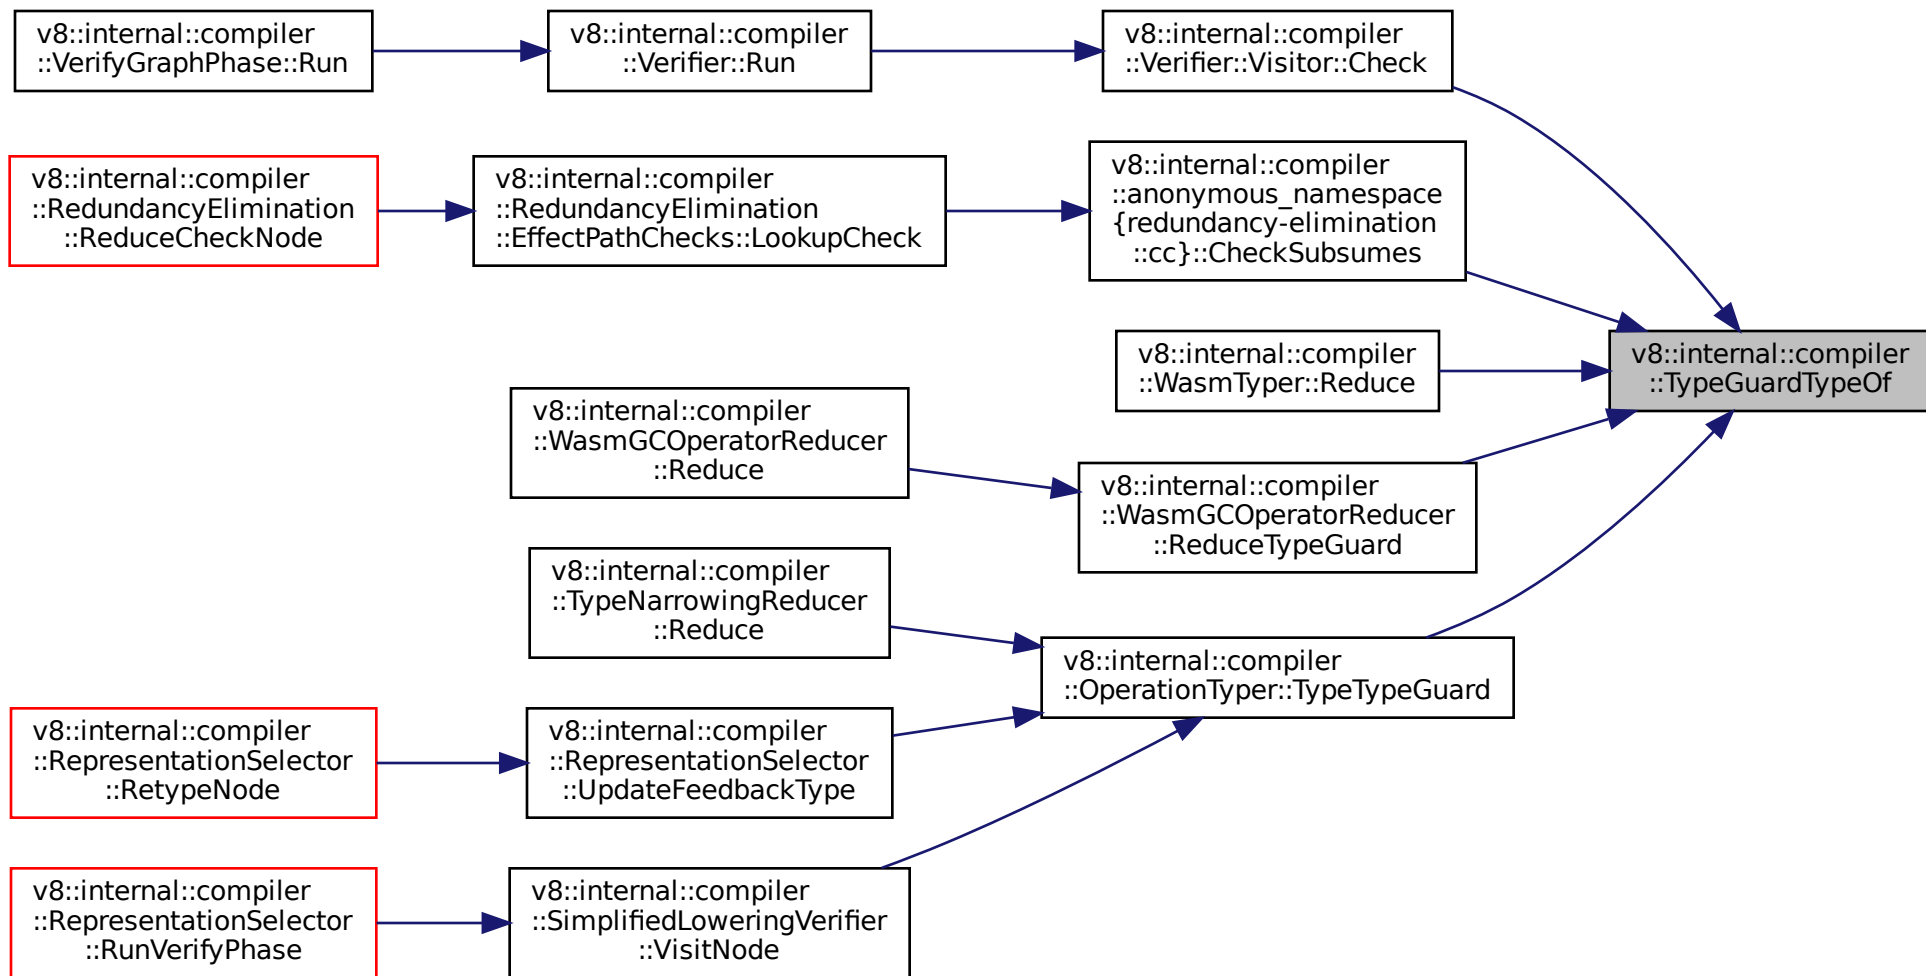 v8::internal::compiler
::VerifyGraphPhase::Run
v8::internal::compiler
::Verifier::Run
v8::internal::compiler
::Verifier::Visitor::Check
v8::internal::compiler
::RedundancyElimination
::ReduceCheckNode
v8::internal::compiler
::RedundancyElimination
::EffectPathChecks::LookupCheck
v8::internal::compiler
::anonymous_namespace
{redundancy-elimination
::cc}::CheckSubsumes
v8::internal::compiler
::WasmTyper::Reduce
v8::internal::compiler
::TypeGuardTypeOf
v8::internal::compiler
::WasmGCOperatorReducer
::Reduce
v8::internal::compiler
::WasmGCOperatorReducer
::ReduceTypeGuard
v8::internal::compiler
::TypeNarrowingReducer
::Reduce
v8::internal::compiler
::OperationTyper::TypeTypeGuard
v8::internal::compiler
::RepresentationSelector
::RetypeNode
v8::internal::compiler
::RepresentationSelector
::UpdateFeedbackType
v8::internal::compiler
::RepresentationSelector
::RunVerifyPhase
v8::internal::compiler
::SimplifiedLoweringVerifier
::VisitNode